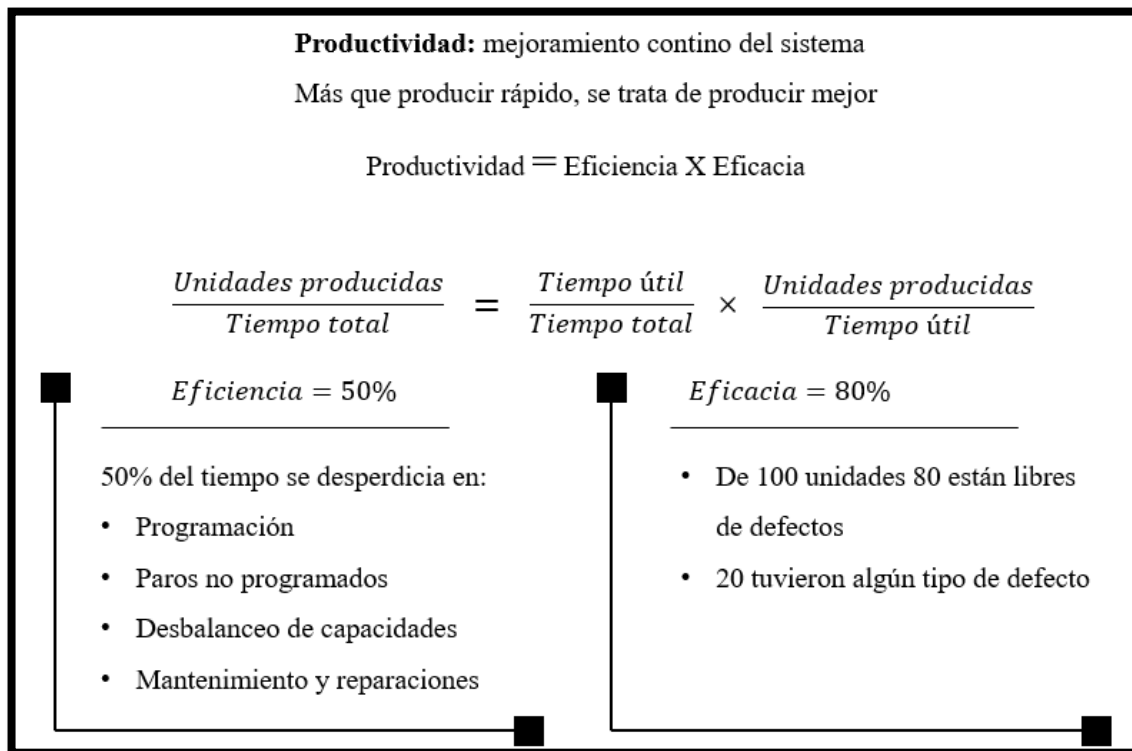 Productividad: mejoramiento contino del sistema
Más que producir rápido, se trata de producir mejor
Productividad = Eficiencia X Eficacia
Unidades producidas / Tiempo total = Tiempo útil / Tiempo total × Unidades producidas / Tiempo útil
Eficiencia = 50%
50% del tiempo se desperdicia en:
• Programación
• Paros no programados
• Desbalanceo de capacidades
• Mantenimiento y reparaciones
Eficacia = 80%
• De 100 unidades 80 están libres
de defectos
• 20 tuvieron algún tipo de defecto